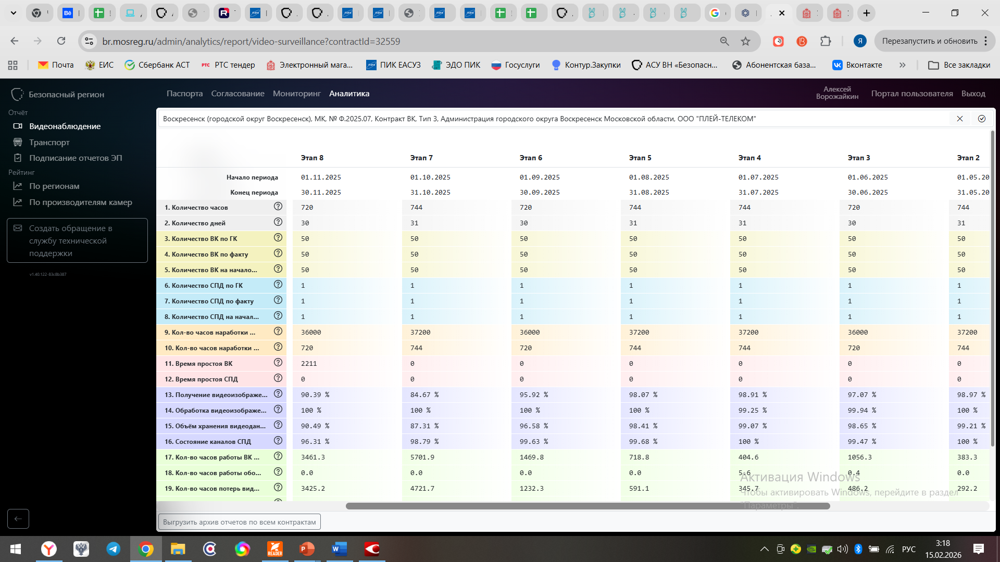 br.mosreg.ru/admin/analytics/report/video-surveillance?contractId=32559
Перезапустить и обновить
Почта
ЕИС
Сбербанк АСТ
РТС тендер
Электронный мага...
ПИК ЕАСУЗ
ЭДО ПИК
Госуслуги
Контур.Закупки
АСУ ВН «Безопасн...
Абонентская база...
Вконтакте
Все закладки
Безопасный регион
Паспорта Согласование Мониторинг Аналитика
Алексей
Ворожайкин
Портал пользователя
Выход
Отчёт
Видеонаблюдение
Транспорт
Подписание отчетов ЭП
Рейтинг
По регионам
По производителям камер
Создать обращение в
службу технической
поддержки
v1.40.122-83c8b387
Воскресенск (городской округ Воскресенск), МК, № Ф.2025.07, Контракт ВК, Тип 3, Администрация городского округа Воскресенск Московской области, ООО "ПЛЕЙ-ТЕЛЕКОМ"
Этап 8 Этап 7 Этап 6 Этап 5 Этап 4 Этап 3 Этап 2
Начало периода 01.11.2025 01.10.2025 01.09.2025 01.08.2025 01.07.2025 01.06.2025 01.05.20
Конец периода 30.11.2025 31.10.2025 30.09.2025 31.08.2025 31.07.2025 30.06.2025 31.05.20
1. Количество часов 720 744 720 744 744 720 744
2. Количество дней 30 31 30 31 31 30 31
3. Количество ВК по ГК 50 50 50 50 50 50 50
4. Количество ВК по факту 50 50 50 50 50 50 50
5. Количество ВК на начало... 50 50 50 50 50 50 50
6. Количество СПД по ГК 1 1 1 1 1 1 1
7. Количество СПД по факту 1 1 1 1 1 1 1
8. Количество СПД на начал... 1 1 1 1 1 1 1
9. Кол-во часов наработки ... 36000 37200 36000 37200 37200 36000 37200
10. Кол-во часов наработки ... 720 744 720 744 744 720 744
11. Время простоя ВК 2211 0 0 0 0 0 0
12. Время простоя СПД 0 0 0 0 0 0 0
13. Получение видеоизображе... 90.39 % 84.67 % 95.92 % 98.07 % 98.91 % 97.07 % 98.97 %
14. Обработка видеоизображе... 100 % 100 % 100 % 100 % 99.25 % 99.94 % 100 %
15. Объём хранения видеодан... 90.49 % 87.31 % 96.58 % 98.41 % 99.07 % 98.65 % 99.21 %
16. Состояние каналов СПД 96.31 % 98.79 % 99.63 % 99.68 % 100 % 99.47 % 100 %
17. Кол-во часов работы ВК ... 3461.3 5701.9 1469.8 718.8 404.6 1056.3 383.3
18. Кол-во часов работы обо... 0.0 0.0 0.0 0.0 5.6 0.4 0.0
19. Кол-во часов потерь вид... 3425.2 4721.7 1232.3 591.1 345.7 486.2 292.2
Активация Windows
Чтобы активировать Windows, перейдите в раздел
"Параметры".
Выгрузить архив отчетов по всем контрактам
РУС
3:18
15.02.2026